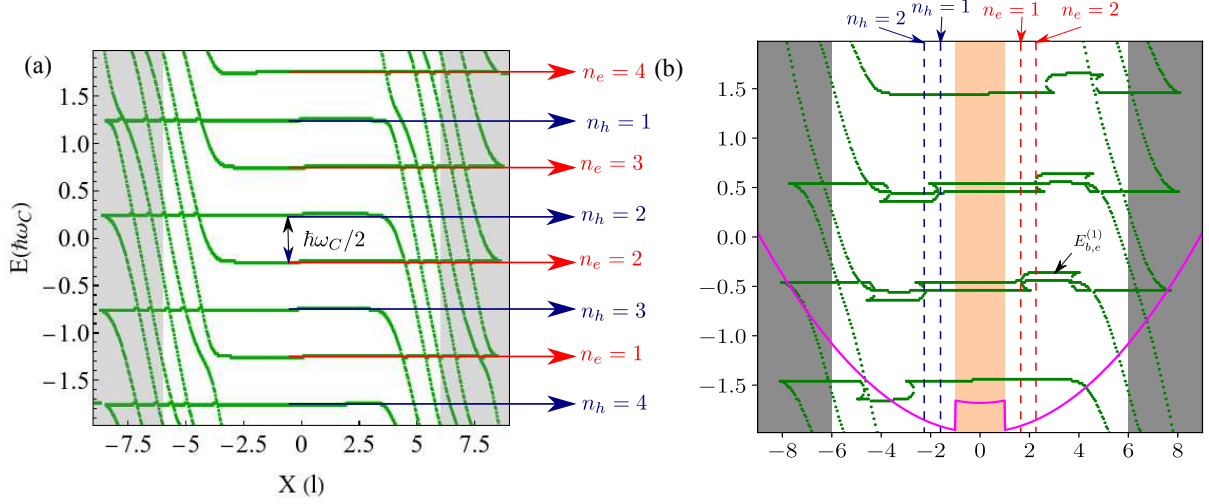 (a)
E(ħω_C)
1.5
1.0
0.5
0.0
−0.5
−1.0
−1.5
n_e = 4
n_h = 1
n_e = 3
n_h = 2
ħω_C/2
n_e = 2
n_h = 3
n_e = 1
n_h = 4
−7.5
−5
−2.5
0
2.5
5
7.5
X (l)
(b)
n_h = 2
n_h = 1
n_e = 1
n_e = 2
1.5
1.0
0.5
0.0
−0.5
−1.0
−1.5
E_{b,e}^{(1)}
−8
−6
−4
−2
0
2
4
6
8